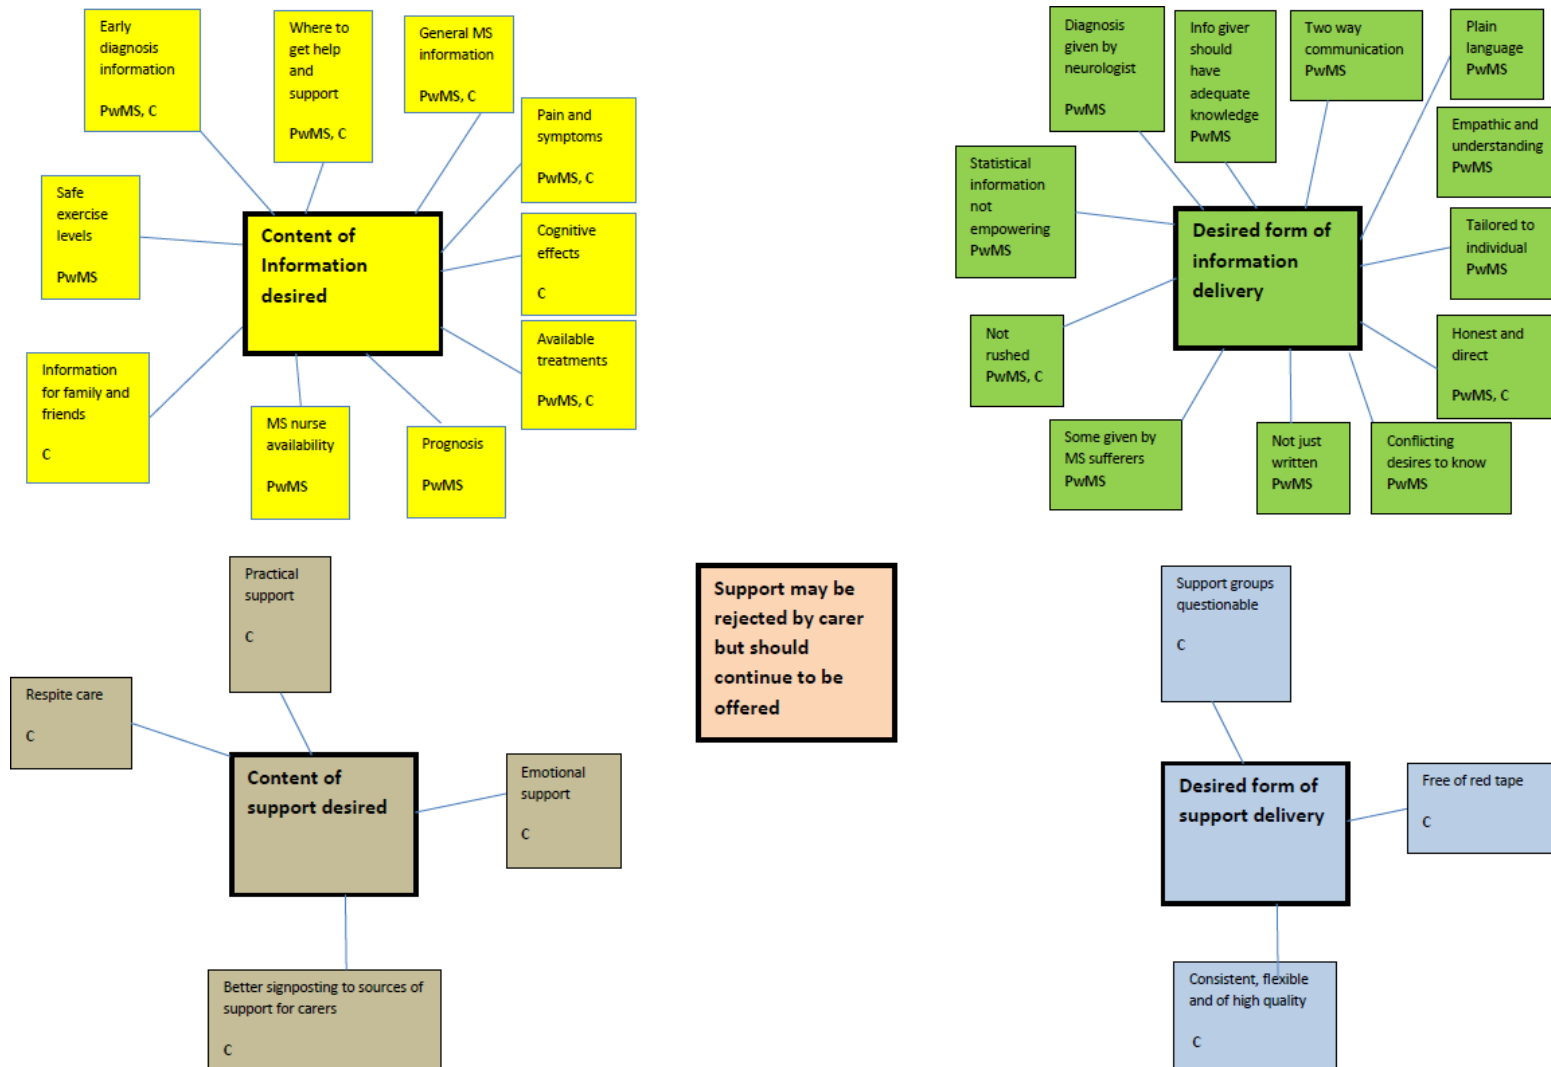 Early
diagnosis
information
PwMS, C
Where to
get help
and
support
PwMS, C
General MS
information
PwMS, C
Pain and
symptoms
PwMS, C
Safe
exercise
levels
PwMS
Content of
Information
desired
Cognitive
effects
C
Available
treatments
PwMS, C
Information
for family and
friends
C
MS nurse
availability
PwMS
Prognosis
PwMS
Diagnosis
given by
neurologist
PwMS
Info giver
should
have
adequate
knowledge
PwMS
Two way
communication
PwMS
Plain
language
PwMS
Empathic and
understanding
PwMS
Statistical
information
not
empowering
PwMS
Desired form of
information
delivery
Tailored to
individual
PwMS
Not
rushed
PwMS, C
Honest and
direct
PwMS, C
Some given by
MS sufferers
PwMS
Not just
written
PwMS
Conflicting
desires to know
PwMS
Practical
support
C
Respite care
C
Content of
support desired
Emotional
support
C
Better signposting to sources of
support for carers
C
Support may be
rejected by carer
but should
continue to be
offered
Support groups
questionable
C
Desired form of
support delivery
Free of red tape
C
Consistent, flexible
and of high quality
C